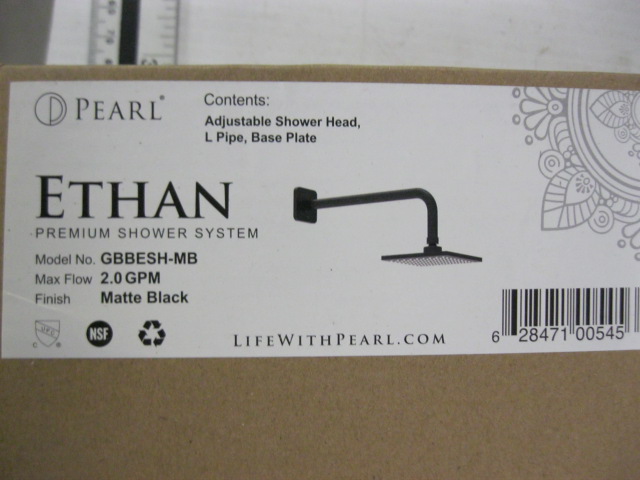 PEARL®
Contents:
Adjustable Shower Head,
L Pipe, Base Plate
ETHAN
PREMIUM SHOWER SYSTEM
Model No. GBBESH-MB
Max Flow 2.0 GPM
Finish Matte Black
UPC
NSF
LIFEWITHPEARL.COM
6 28471 00545